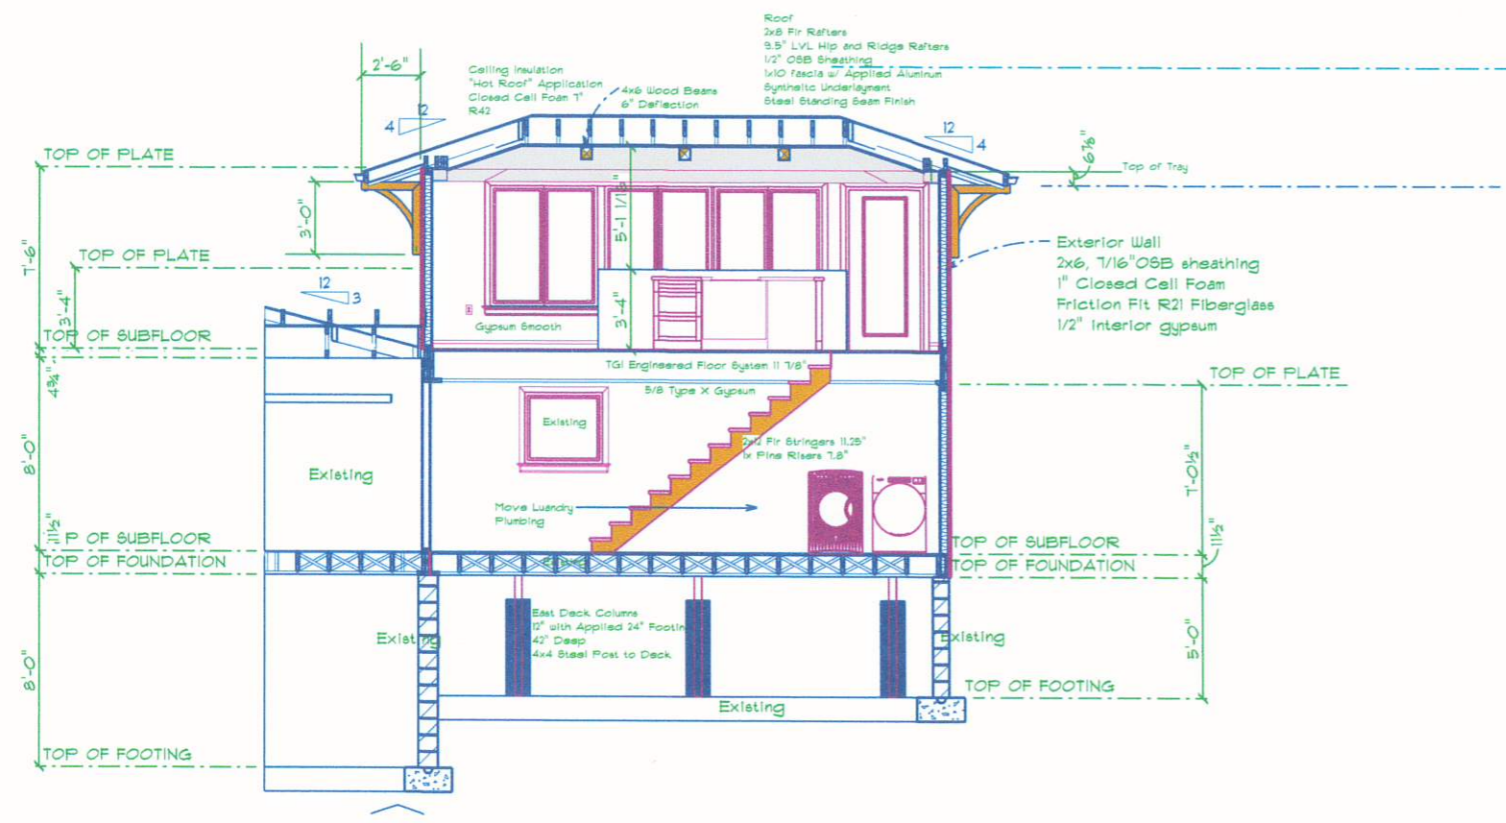 Roof
2x8 Fir Rafters
9.5" LVL Hip and Ridge Rafters
1/2" OSB Sheathing
1x10 fascia w/ Applied Aluminum
Synthetic Underlayment
Steel Standing Seam Finish
2'-6"
Ceiling Insulation
"Hot Roof" Application
Closed Cell Foam 7"
R42
4x6 Wood Beams
6" Deflection
12
4
12
4
6⅞"
TOP OF PLATE
Top of Tray
3'-0"
5'-1 1/16"
7'-6"
TOP OF PLATE
Exterior Wall
2x6, 7/16"OSB sheathing
1" Closed Cell Foam
Friction Fit R21 Fiberglass
1/2" interior gypsum
12
3
3'-4"
3'-4"
Gypsum Smooth
TOP OF SUBFLOOR
TGI Engineered Floor System 11 7/8"
TOP OF PLATE
4¾"
5/8 Type X Gypsum
Existing
8'-0"
2x12 Fir Stringers 11.25"
1x Pine Risers 7.8"
Existing
7'-0½"
Move Luandry
Plumbing
11½"
P OF SUBFLOOR
TOP OF SUBFLOOR
11½"
TOP OF FOUNDATION
TOP OF FOUNDATION
East Deck Columns
12" with Applied 24" Footin
42" Deep
4x4 Steel Post to Deck
Existing
Existing
8'-0"
5'-0"
TOP OF FOOTING
Existing
TOP OF FOOTING